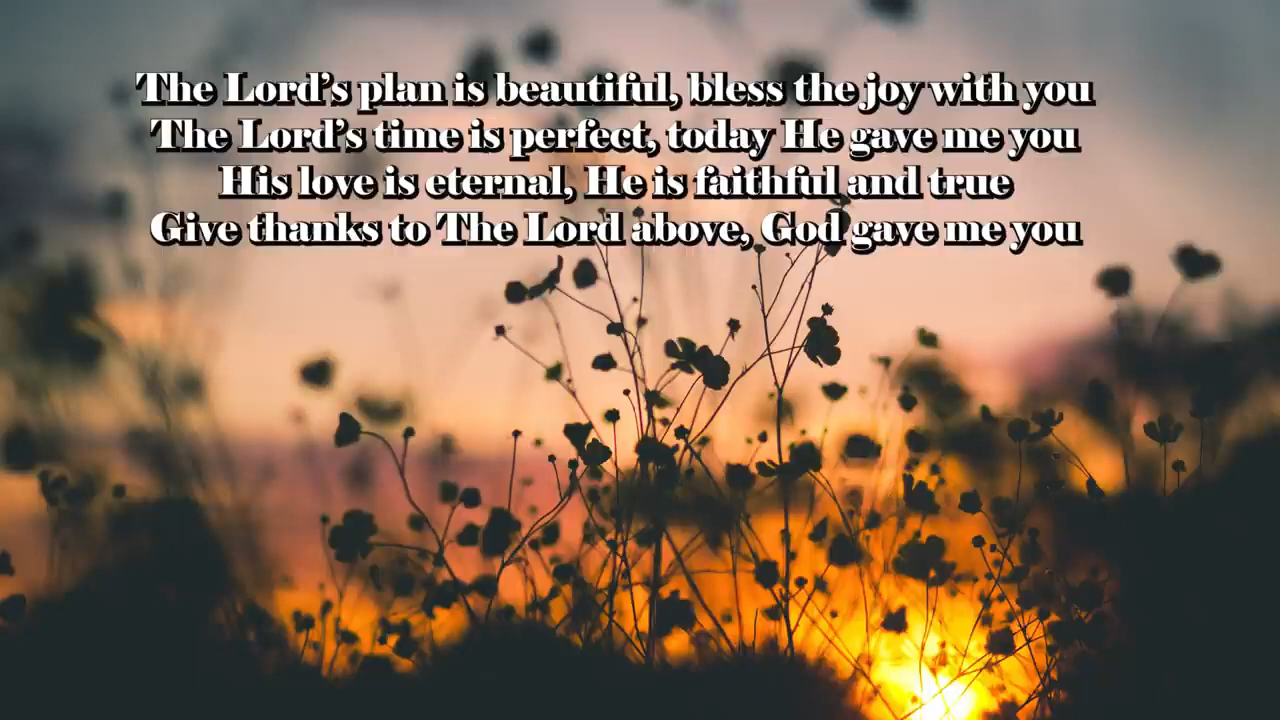 The Lord’s plan is beautiful, bless the joy with you
The Lord’s time is perfect, today He gave me you
His love is eternal, He is faithful and true
Give thanks to The Lord above, God gave me you